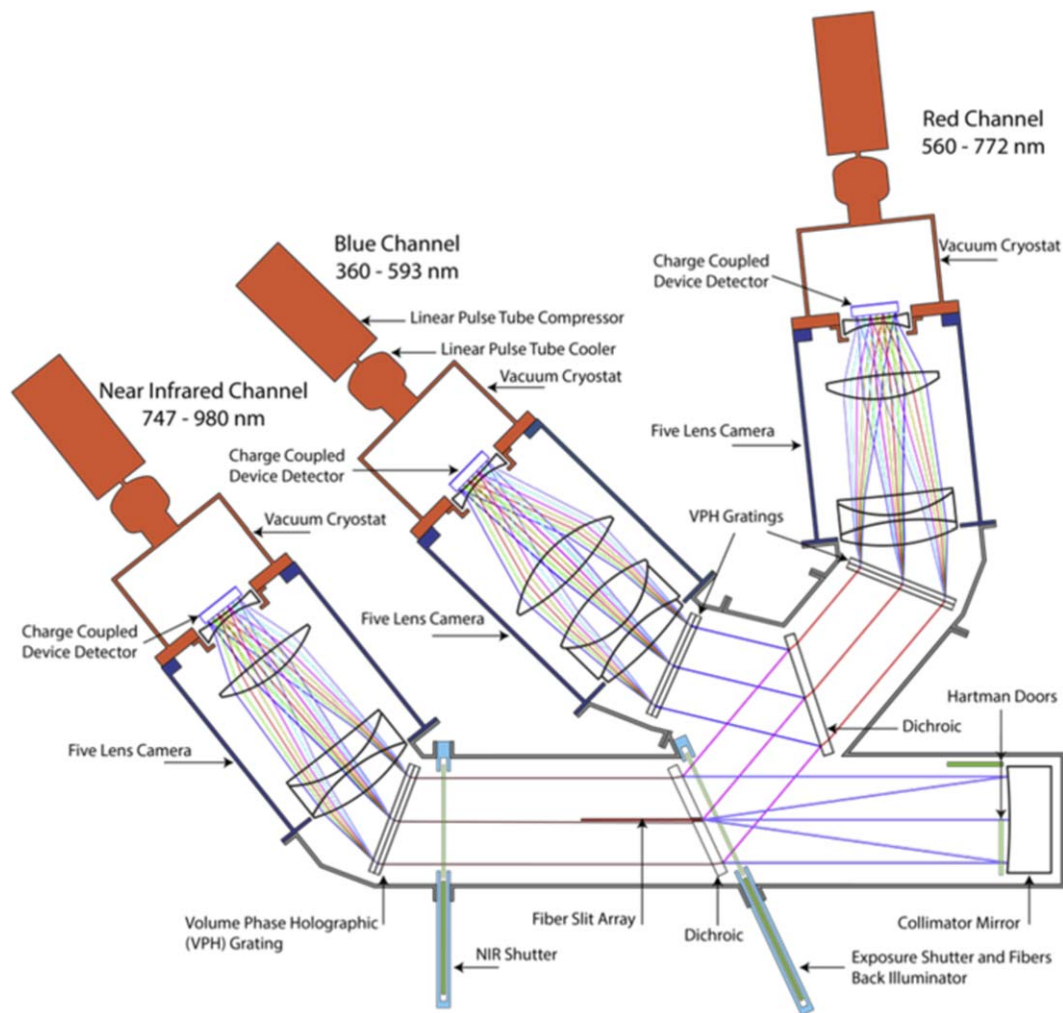 Red Channel
560 - 772 nm
Blue Channel
360 - 593 nm
Charge Coupled
Device Detector
Vacuum Cryostat
Linear Pulse Tube Compressor
Linear Pulse Tube Cooler
Vacuum Cryostat
Near Infrared Channel
747 - 980 nm
Five Lens Camera
Charge Coupled
Device Detector
Vacuum Cryostat
VPH Gratings
Five Lens Camera
Charge Coupled
Device Detector
Hartman Doors
Dichroic
Five Lens Camera
Volume Phase Holographic
(VPH) Grating
Fiber Slit Array
Dichroic
Collimator Mirror
NIR Shutter
Exposure Shutter and Fibers
Back Illuminator